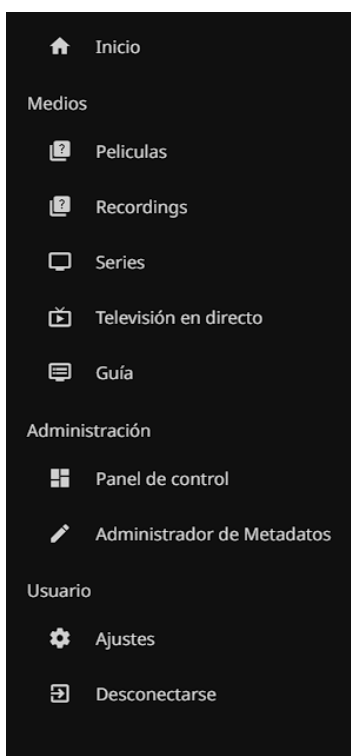 Inicio
Medios
Peliculas
Recordings
Series
Televisión en directo
Guía
Administración
Panel de control
Administrador de Metadatos
Usuario
Ajustes
Desconectarse